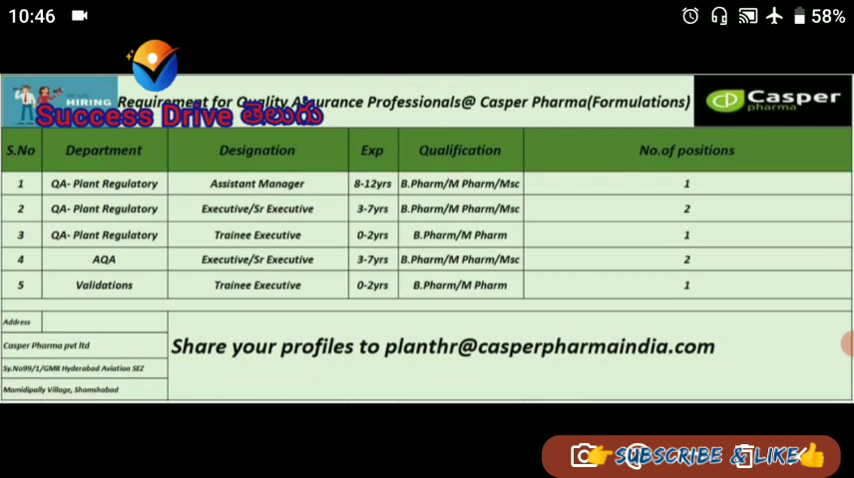 10:46 58%
HIRING Requirement for Quality Assurance Professionals@ Casper Pharma(Formulations) Casper pharma
Success Drive తెలుగు
S.No Department Designation Exp Qualification No.of positions
1 QA- Plant Regulatory Assistant Manager 8-12yrs B.Pharm/M Pharm/Msc 1
2 QA- Plant Regulatory Executive/Sr Executive 3-7yrs B.Pharm/M Pharm/Msc 2
3 QA- Plant Regulatory Trainee Executive 0-2yrs B.Pharm/M Pharm 1
4 AQA Executive/Sr Executive 3-7yrs B.Pharm/M Pharm/Msc 2
5 Validations Trainee Executive 0-2yrs B.Pharm/M Pharm 1
Address
Casper Pharma pvt ltd
Sy.No99/1/GMR Hyderabad Aviation SEZ
Mamidipally Village, Shamshabad
Share your profiles to planthr@casperpharmaindia.com
SUBSCRIBE & LIKE